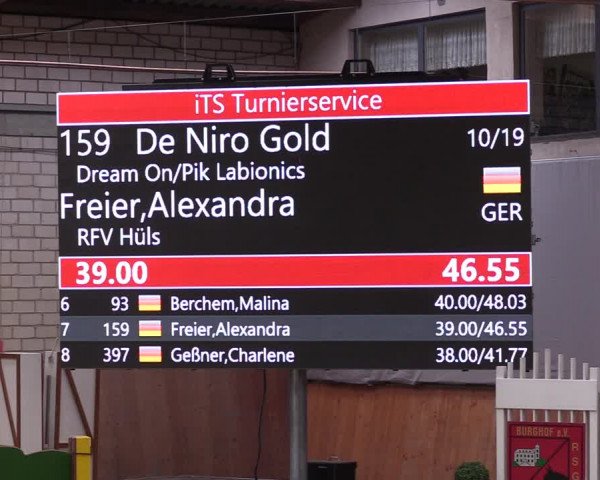 iTS Turnierservice
159 De Niro Gold 10/19
Dream On/Pik Labionics
Freier,Alexandra GER
RFV Hüls
39.00 46.55
6 93 Berchem,Malina 40.00/48.03
7 159 Freier,Alexandra 39.00/46.55
8 397 Geßner,Charlene 38.00/41.77
BURGHOF e.V.
RSG